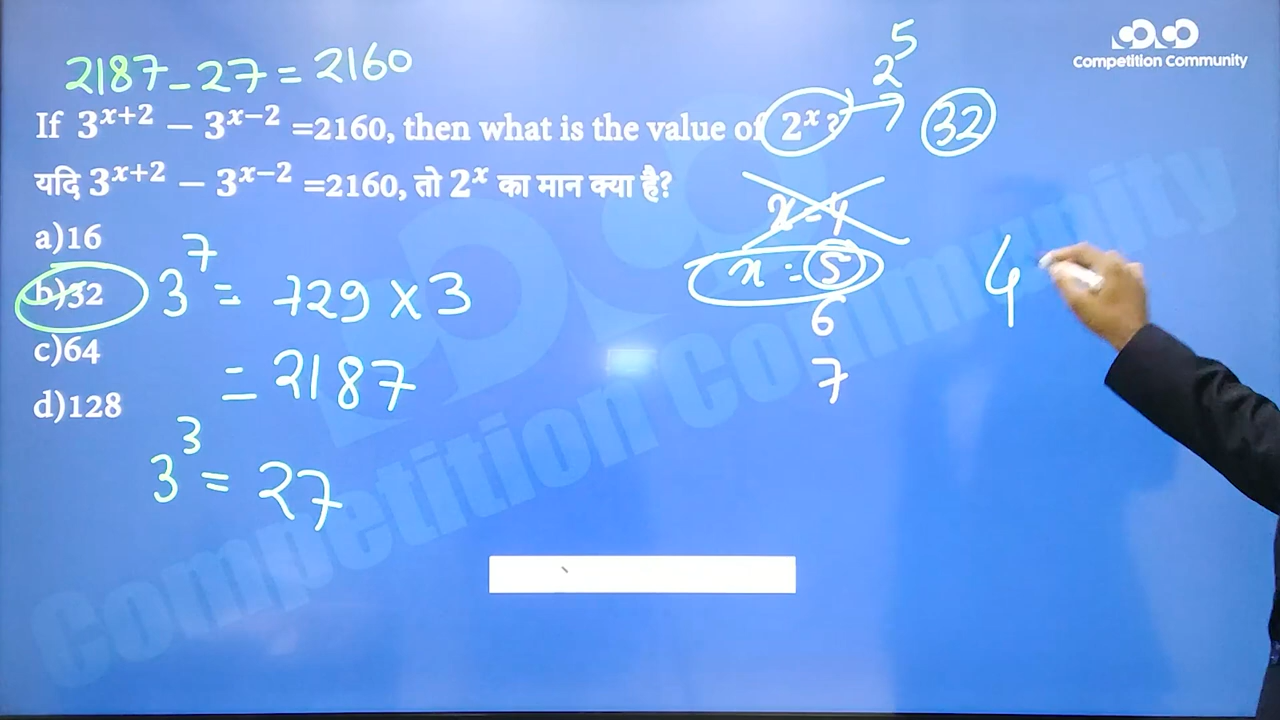 Competition Community
2187 - 27 = 2160
2^5
If 3^{x+2} − 3^{x−2} =2160, then what is the value of 2^x?
32
यदि 3^{x+2} − 3^{x−2} =2160, तो 2^x का मान क्या है?
x = 4
a)16
x = 5
6
7
b)32
3^7 = 729 × 3
= 2187
c)64
d)128
3^3 = 27
Competition Community